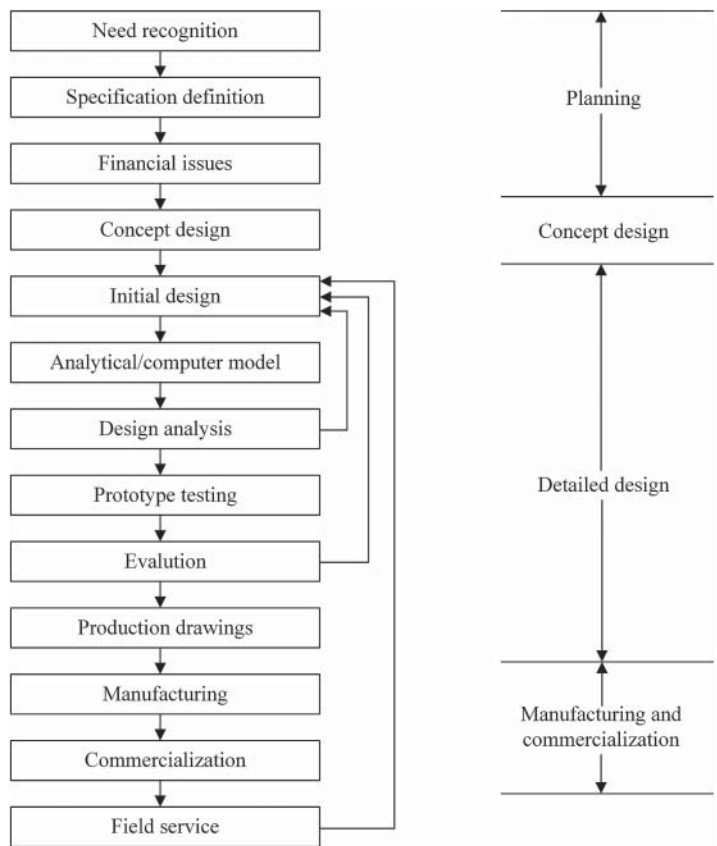 Need recognition
Specification definition
Financial issues
Concept design
Initial design
Analytical/computer model
Design analysis
Prototype testing
Evalution
Production drawings
Manufacturing
Commercialization
Field service
Planning
Concept design
Detailed design
Manufacturing and
commercialization